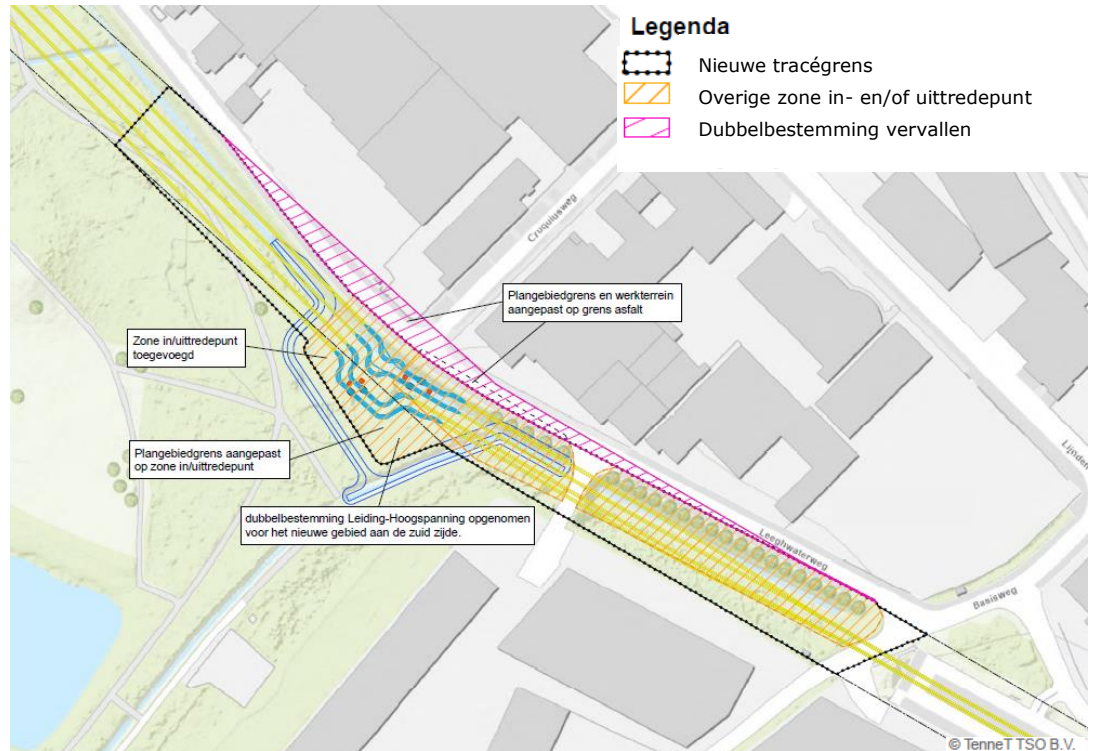 Legenda
Nieuwe tracégrens
Overige zone in- en/of uittredepunt
Dubbelbestemming vervallen
Cruquiusweg
Plangebiedgrens en werkterrein
aangepast op grens asfalt
Zone in/uittredepunt
toegevoegd
Plangebiedgrens aangepast
op zone in/uittredepunt
dubbelbestemming Leiding-Hoogspanning opgenomen
voor het nieuwe gebied aan de zuid zijde.
Leeghwaterweg
Basisweg
© TenneT TSO B.V.